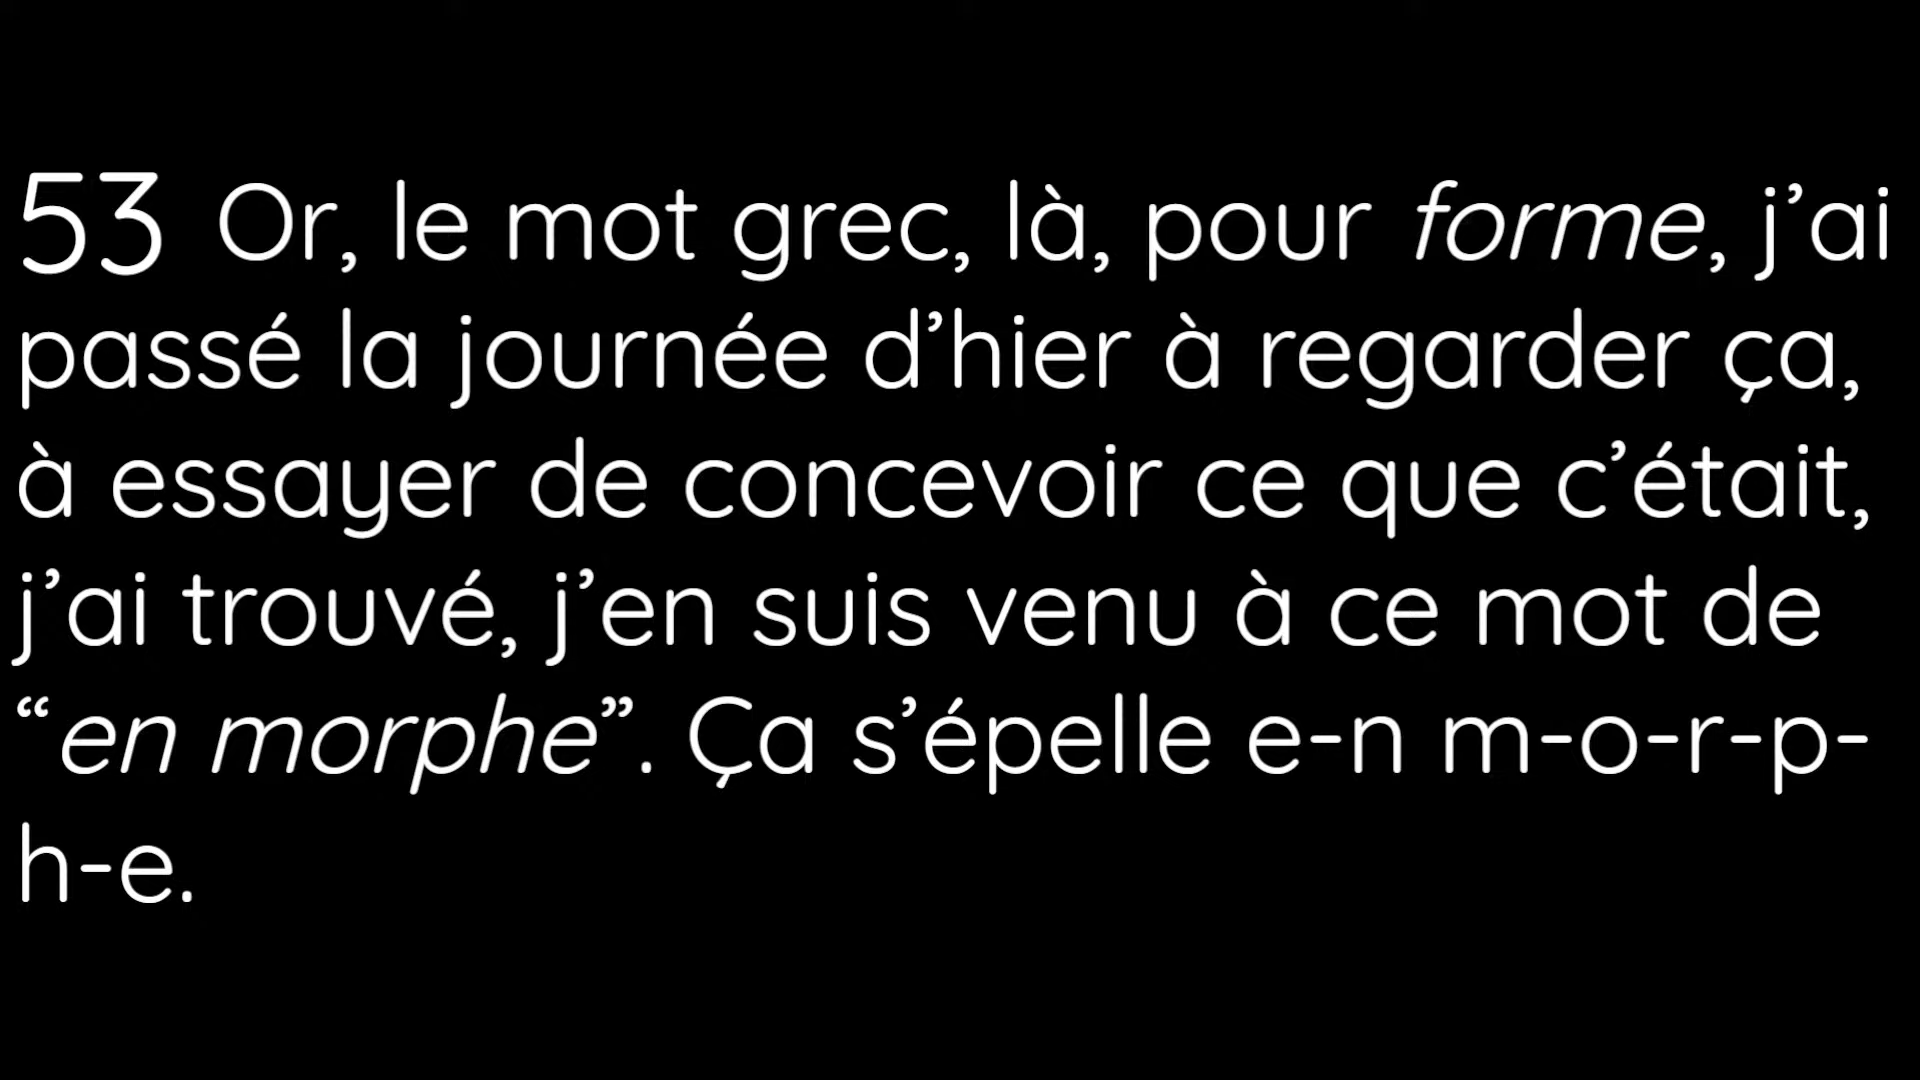 53 Or, le mot grec, là, pour forme, j’ai
passé la journée d’hier à regarder ça,
à essayer de concevoir ce que c’était,
j’ai trouvé, j’en suis venu à ce mot de
“en morphe”. Ça s’épelle e-n m-o-r-p-
h-e.